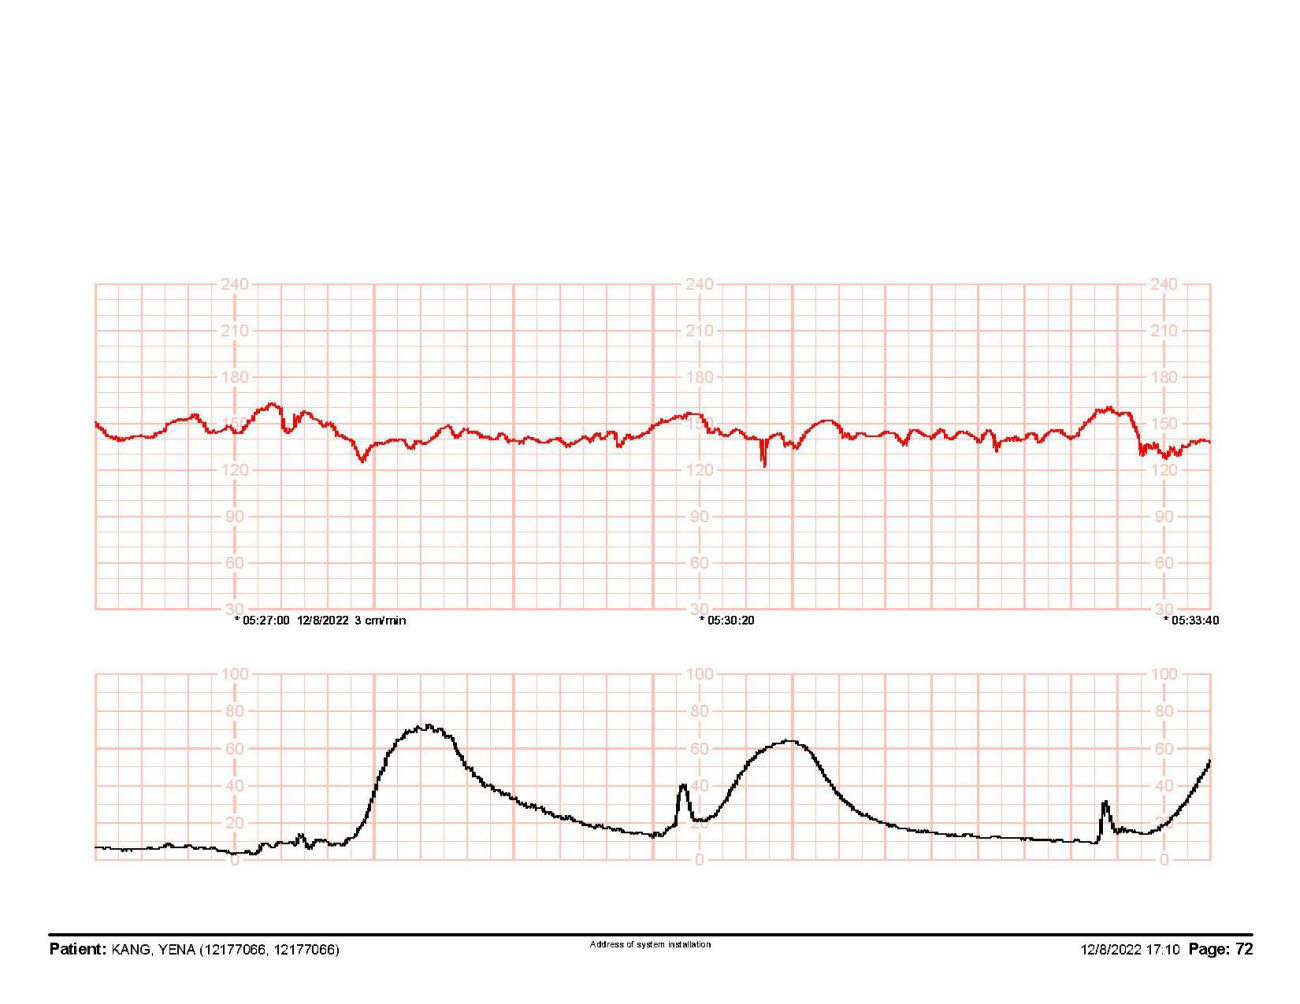 240 240 240
210 210 210
180 180 180
150 150 150
120 120 120
90 90 90
60 60 60
30 30 30
* 05:27:00 12/8/2022 3 cm/min * 05:30:20 * 05:33:40
100 100 100
80 80 80
60 60 60
40 40 40
20 20 20
0 0 0
Patient: KANG, YENA (12177066, 12177066) Address of system installation 12/8/2022 17:10 Page: 72